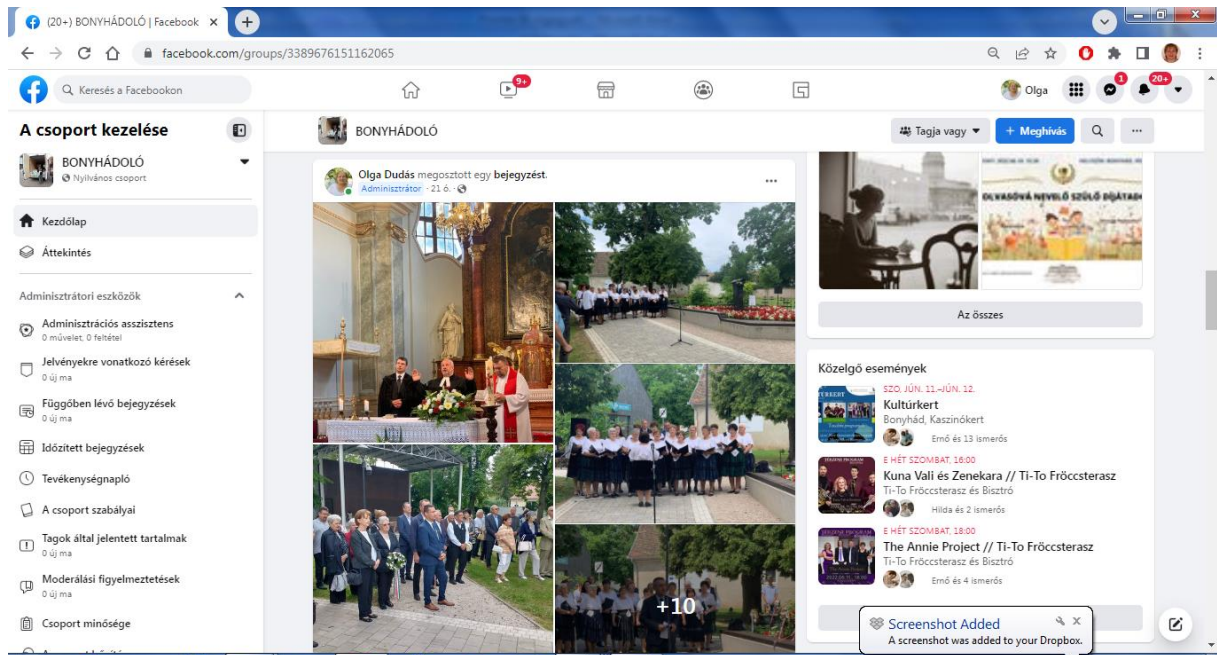 (20+) BONYHÁDOLÓ | Facebook
facebook.com/groups/3389676151162065
Keresés a Facebookon
9+
Olga
1
20+
A csoport kezelése
BONYHÁDOLÓ
Nyilvános csoport
Kezdőlap
Áttekintés
Adminisztrátori eszközök
Adminisztrációs asszisztens
0 művelet, 0 feltétel
Jelvényekre vonatkozó kérések
0 új ma
Függőben lévő bejegyzések
0 új ma
Időzített bejegyzések
Tevékenységnapló
A csoport szabályai
Tagok által jelentett tartalmak
0 új ma
Moderálási figyelmeztetések
0 új ma
Csoport minősége
BONYHÁDOLÓ
Tagja vagy
+ Meghívás
Olga Dudás megosztott egy bejegyzést.
Adminisztrátor · 21 ó. ·
+10
OLVASÓVÁ NEVELŐ SZÜLŐ DÍJÁTADÓ
Az összes
Közelgő események
SZO, JÚN. 11.–JÚN. 12.
Kultúrkert
Bonyhád, Kaszinókert
Ernő és 13 ismerős
E HÉT SZOMBAT, 16:00
Kuna Vali és Zenekara // Ti-To Fröccsterasz
Ti-To Fröccsterasz és Bisztró
Hilda és 2 ismerős
E HÉT SZOMBAT, 18:00
The Annie Project // Ti-To Fröccsterasz
Ti-To Fröccsterasz és Bisztró
Ernő és 4 ismerős
Screenshot Added
A screenshot was added to your Dropbox.